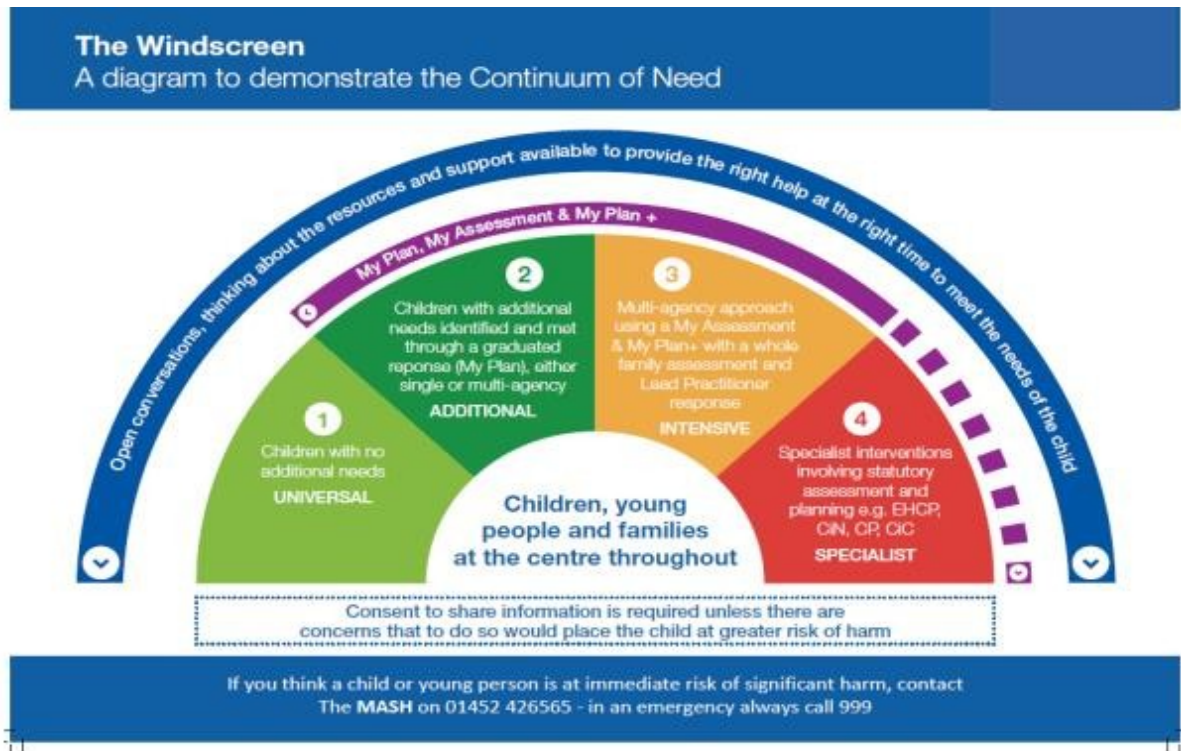 The Windscreen
A diagram to demonstrate the Continuum of Need
Open conversations, thinking about the resources and support available to provide the right help at the right time to meet the needs of the child
My Plan, My Assessment & My Plan +
1
Children with no
additional needs
UNIVERSAL
2
Children with additional
needs identified and met
through a graduated
reponse (My Plan), either
single or multi-agency
ADDITIONAL
3
Multi-agency approach
using a My Assessment
& My Plan+ with a whole
family assessment and
Lead Practitioner
response
INTENSIVE
4
Specialist interventions
involving statutory
assessment and
planning e.g. EHCP,
CiN, CP, CiC
SPECIALIST
Children, young
people and families
at the centre throughout
Consent to share information is required unless there are
concerns that to do so would place the child at greater risk of harm
If you think a child or young person is at immediate risk of significant harm, contact
The MASH on 01452 426565 - in an emergency always call 999